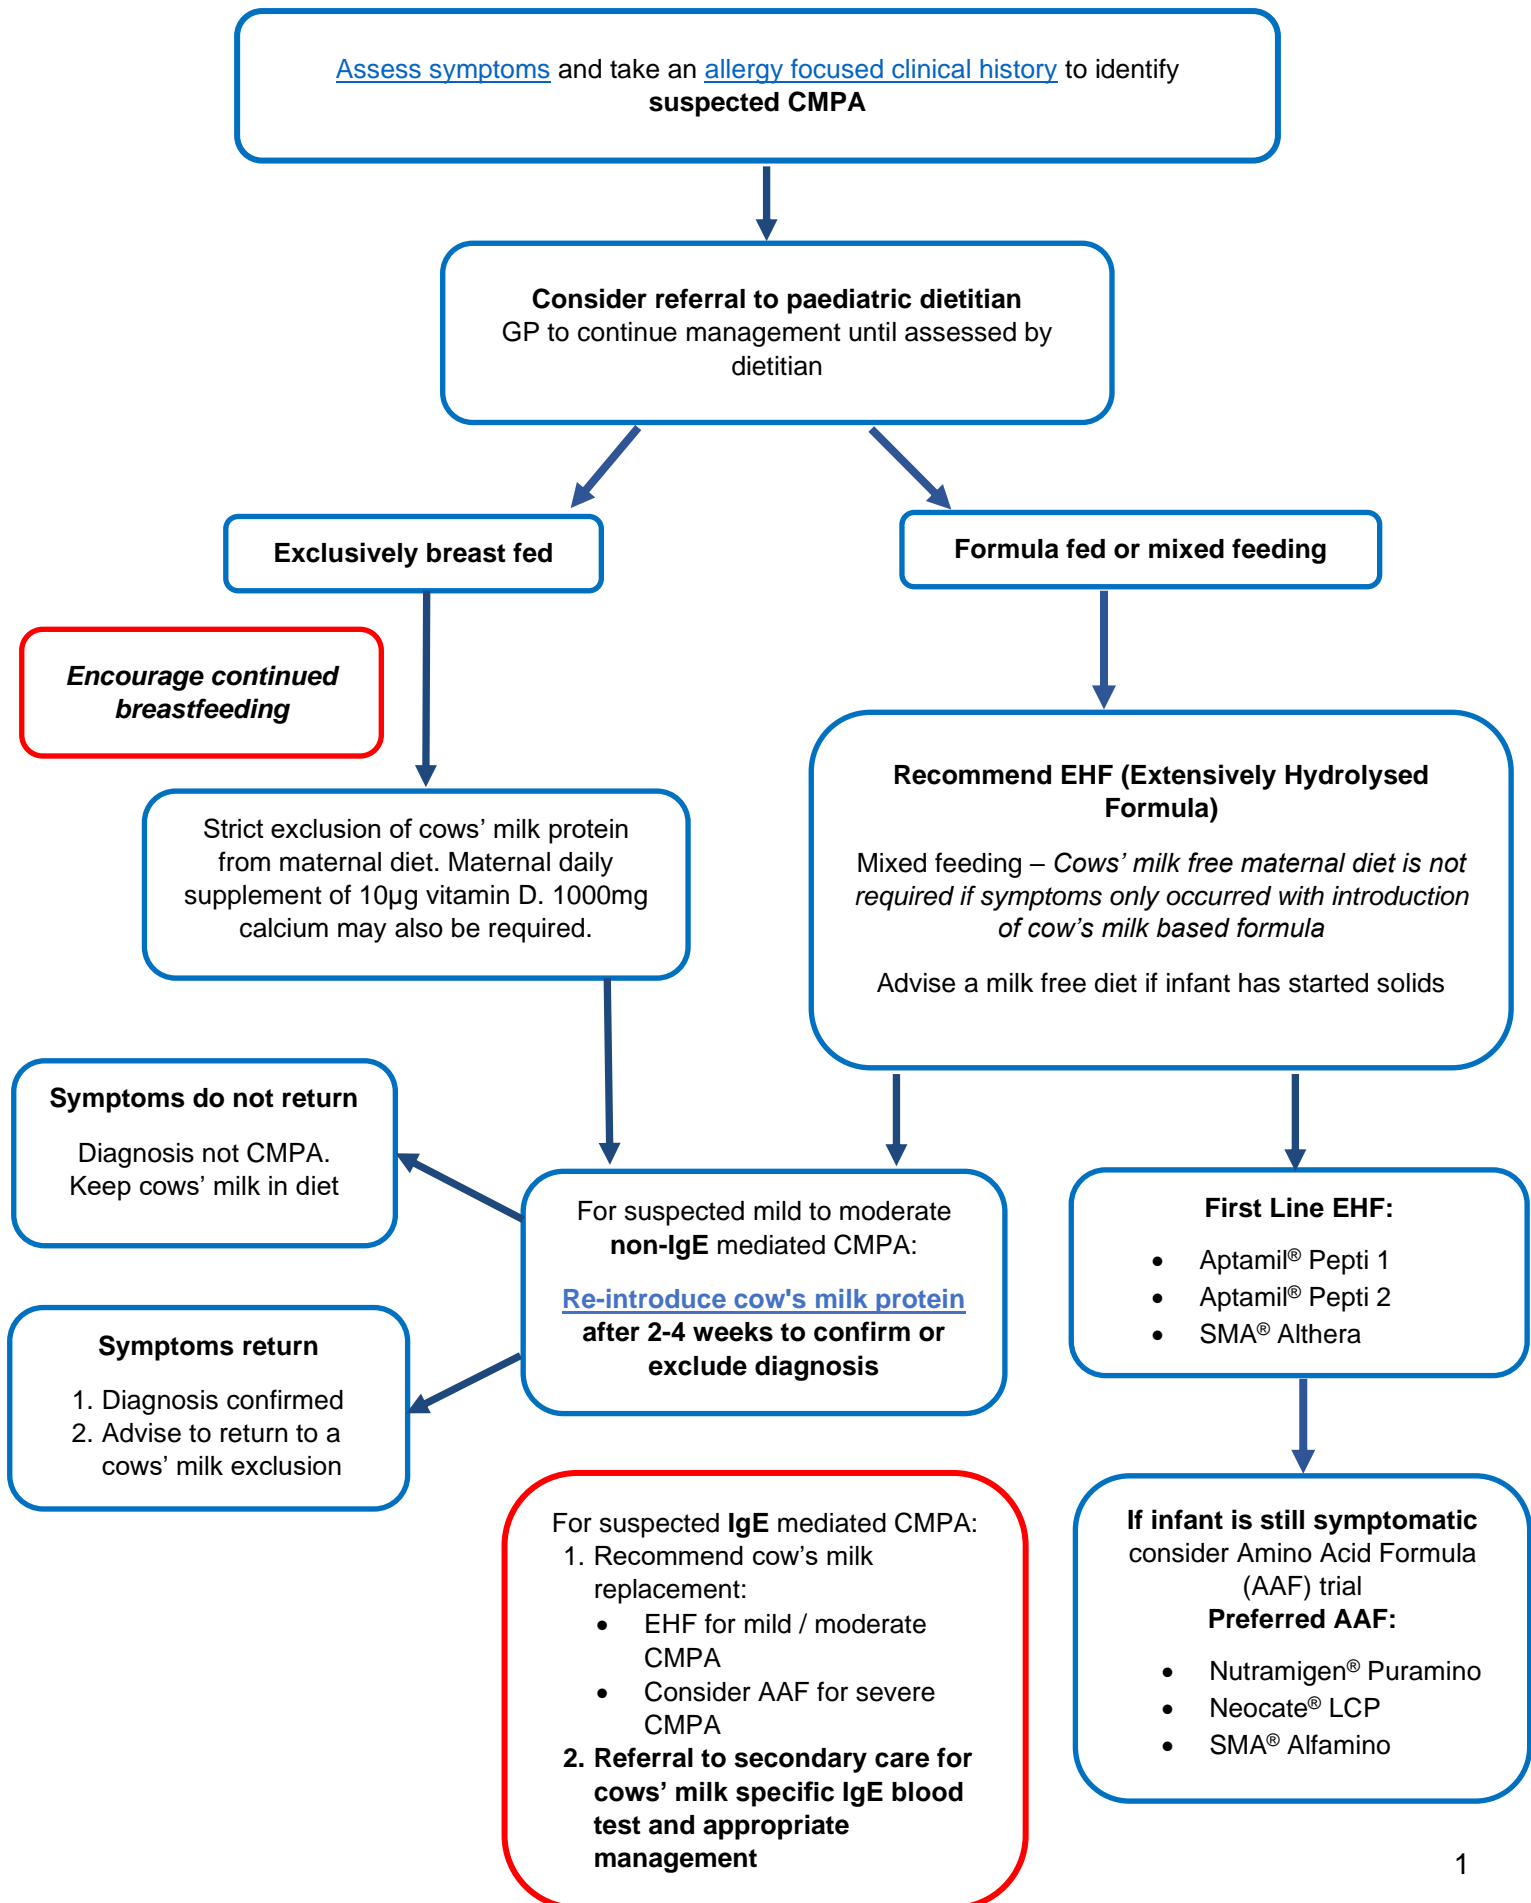 Assess symptoms and take an allergy focused clinical history to identify
suspected CMPA
Consider referral to paediatric dietitian
GP to continue management until assessed by
dietitian
Exclusively breast fed
Formula fed or mixed feeding
Encourage continued
breastfeeding
Strict exclusion of cows’ milk protein
from maternal diet. Maternal daily
supplement of 10µg vitamin D. 1000mg
calcium may also be required.
Recommend EHF (Extensively Hydrolysed
Formula)
Mixed feeding – Cows’ milk free maternal diet is not
required if symptoms only occurred with introduction
of cow’s milk based formula
Advise a milk free diet if infant has started solids
Symptoms do not return
Diagnosis not CMPA.
Keep cows’ milk in diet
For suspected mild to moderate
non-IgE mediated CMPA:
Re-introduce cow's milk protein
after 2-4 weeks to confirm or
exclude diagnosis
First Line EHF:
• Aptamil® Pepti 1
• Aptamil® Pepti 2
• SMA® Althera
Symptoms return
1. Diagnosis confirmed
2. Advise to return to a
cows’ milk exclusion
For suspected IgE mediated CMPA:
1. Recommend cow’s milk
replacement:
• EHF for mild / moderate
CMPA
• Consider AAF for severe
CMPA
2. Referral to secondary care for
cows’ milk specific IgE blood
test and appropriate
management
If infant is still symptomatic
consider Amino Acid Formula
(AAF) trial
Preferred AAF:
• Nutramigen® Puramino
• Neocate® LCP
• SMA® Alfamino
1